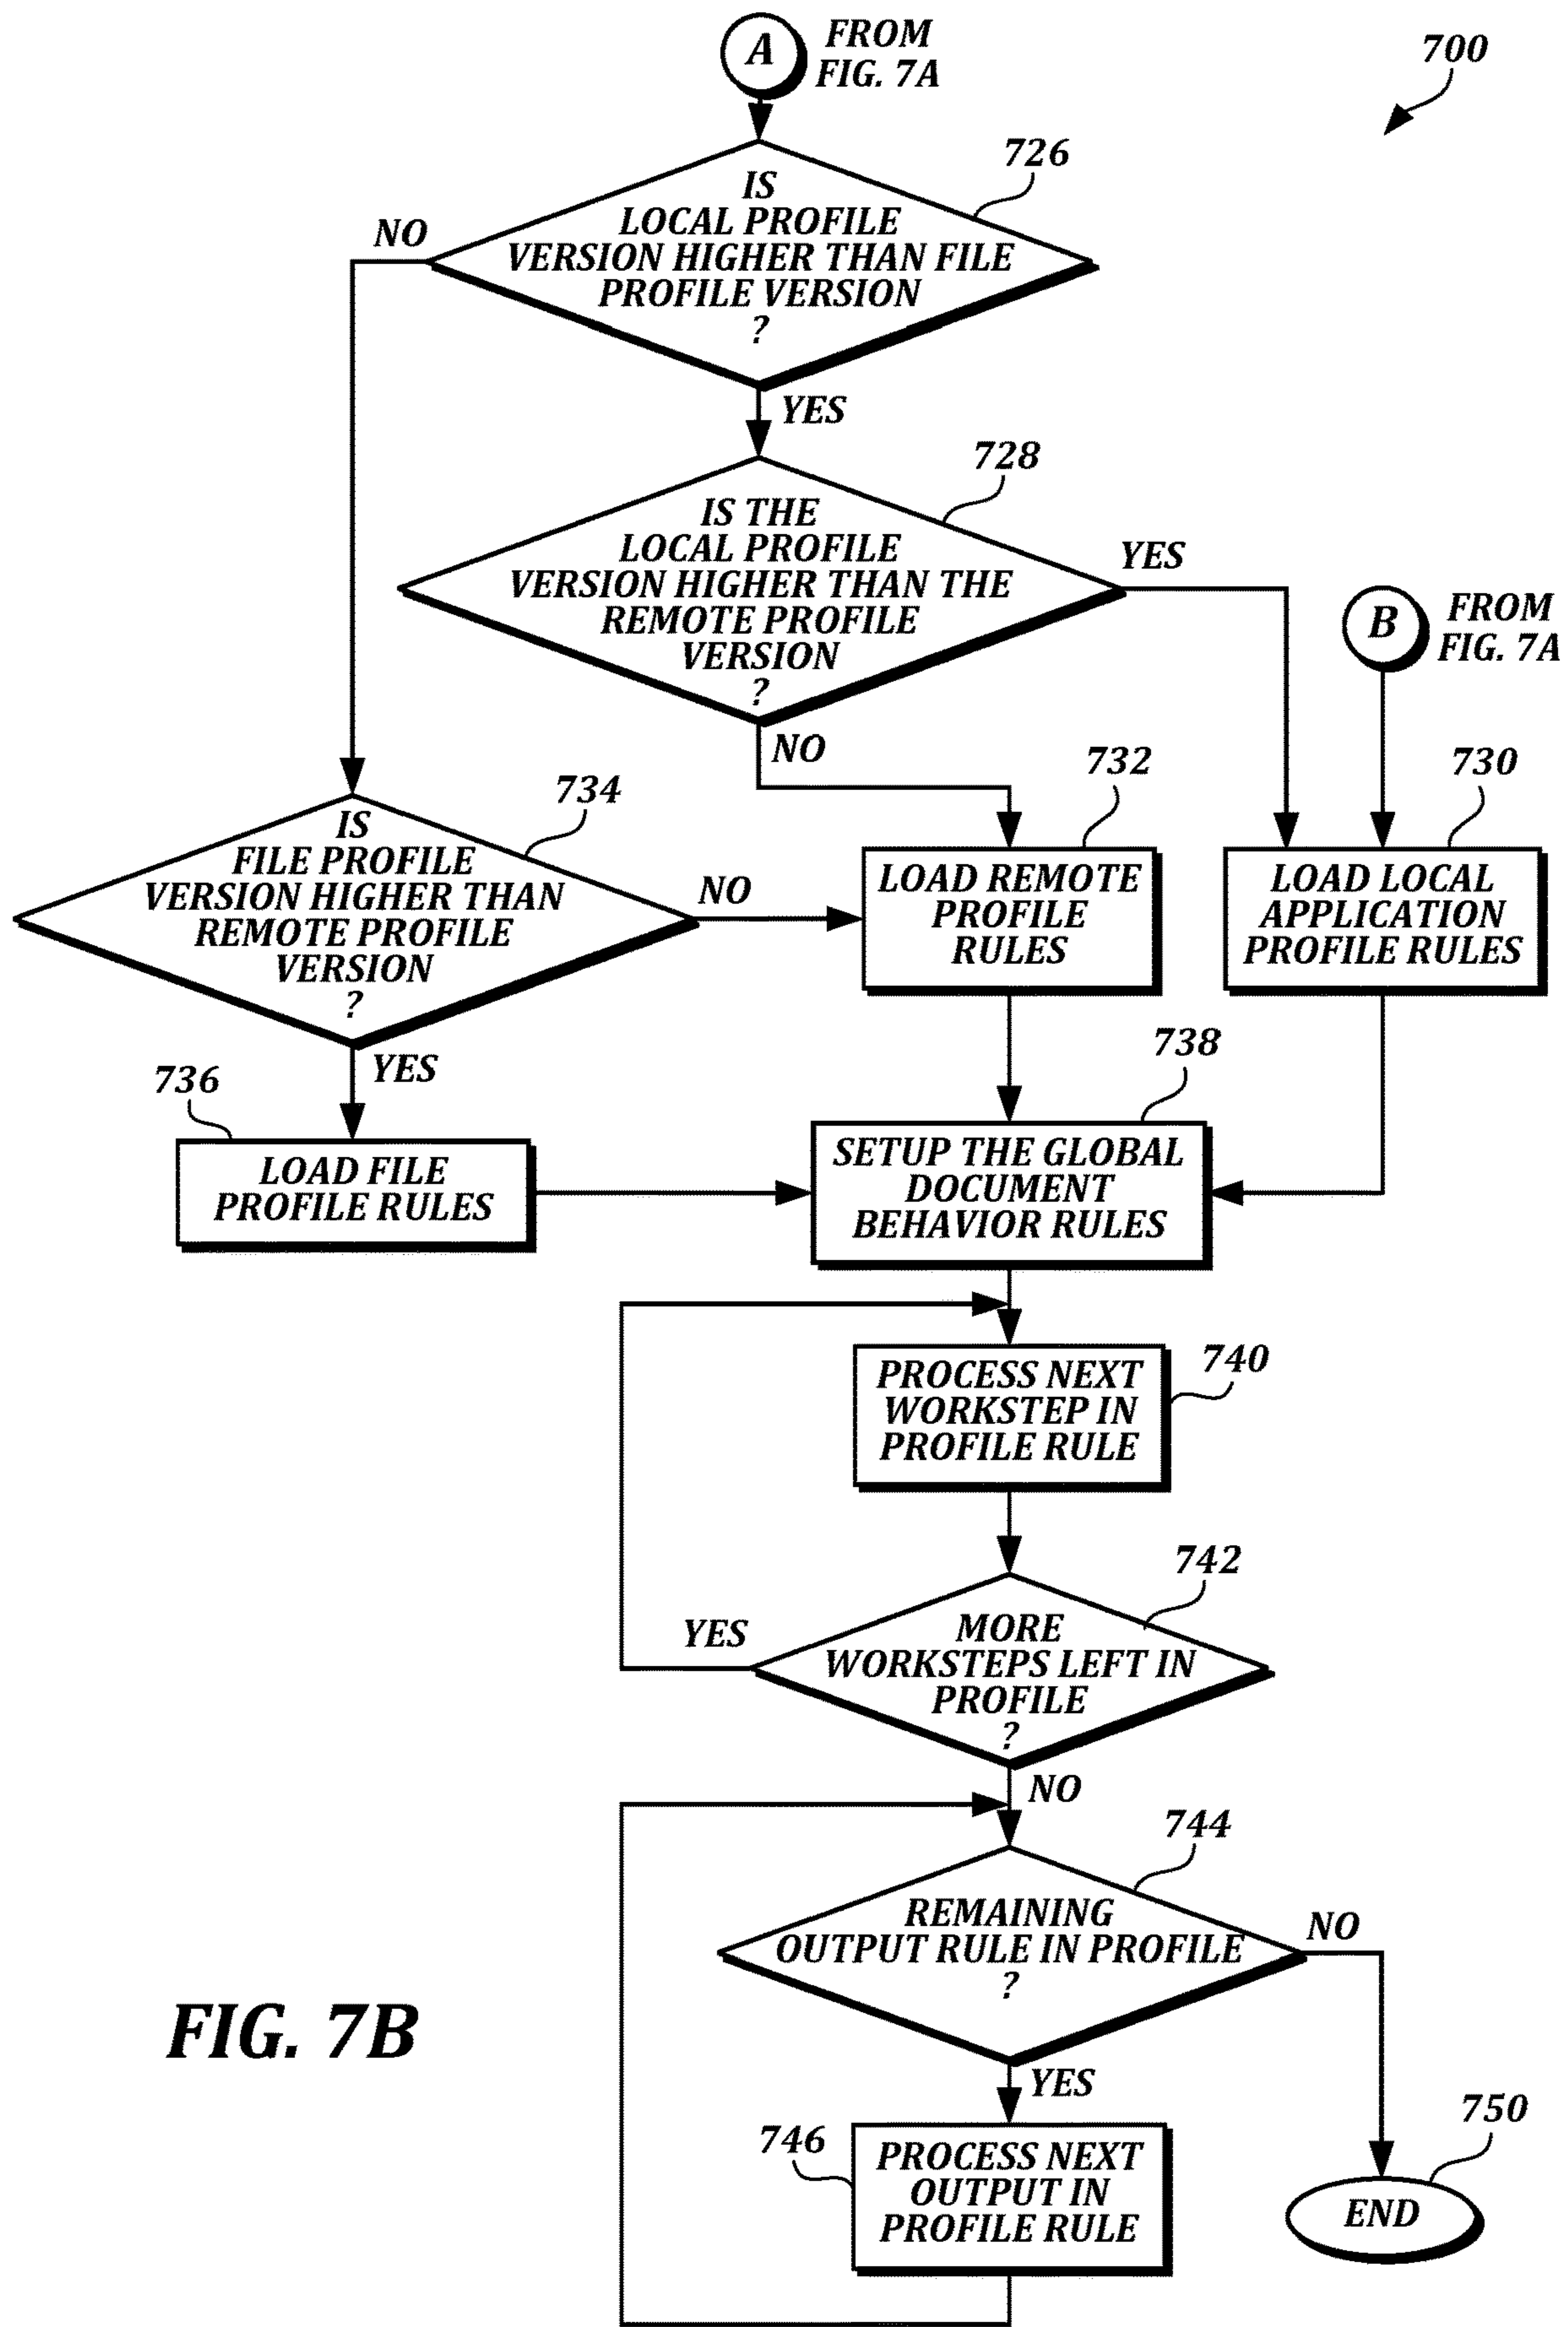 A
FROM
FIG. 7A
700
726
IS
LOCAL PROFILE
VERSION HIGHER THAN FILE
PROFILE VERSION
?
NO
YES
728
IS THE
LOCAL PROFILE
VERSION HIGHER THAN THE
REMOTE PROFILE
VERSION
?
YES
NO
B
FROM
FIG. 7A
734
IS
FILE PROFILE
VERSION HIGHER THAN
REMOTE PROFILE
VERSION
?
NO
YES
732
LOAD REMOTE
PROFILE
RULES
730
LOAD LOCAL
APPLICATION
PROFILE RULES
736
LOAD FILE
PROFILE RULES
738
SETUP THE GLOBAL
DOCUMENT
BEHAVIOR RULES
740
PROCESS NEXT
WORKSTEP IN
PROFILE RULE
742
MORE
WORKSTEPS LEFT IN
PROFILE
?
YES
NO
744
REMAINING
OUTPUT RULE IN PROFILE
?
NO
YES
746
PROCESS NEXT
OUTPUT IN
PROFILE RULE
750
END
FIG. 7B